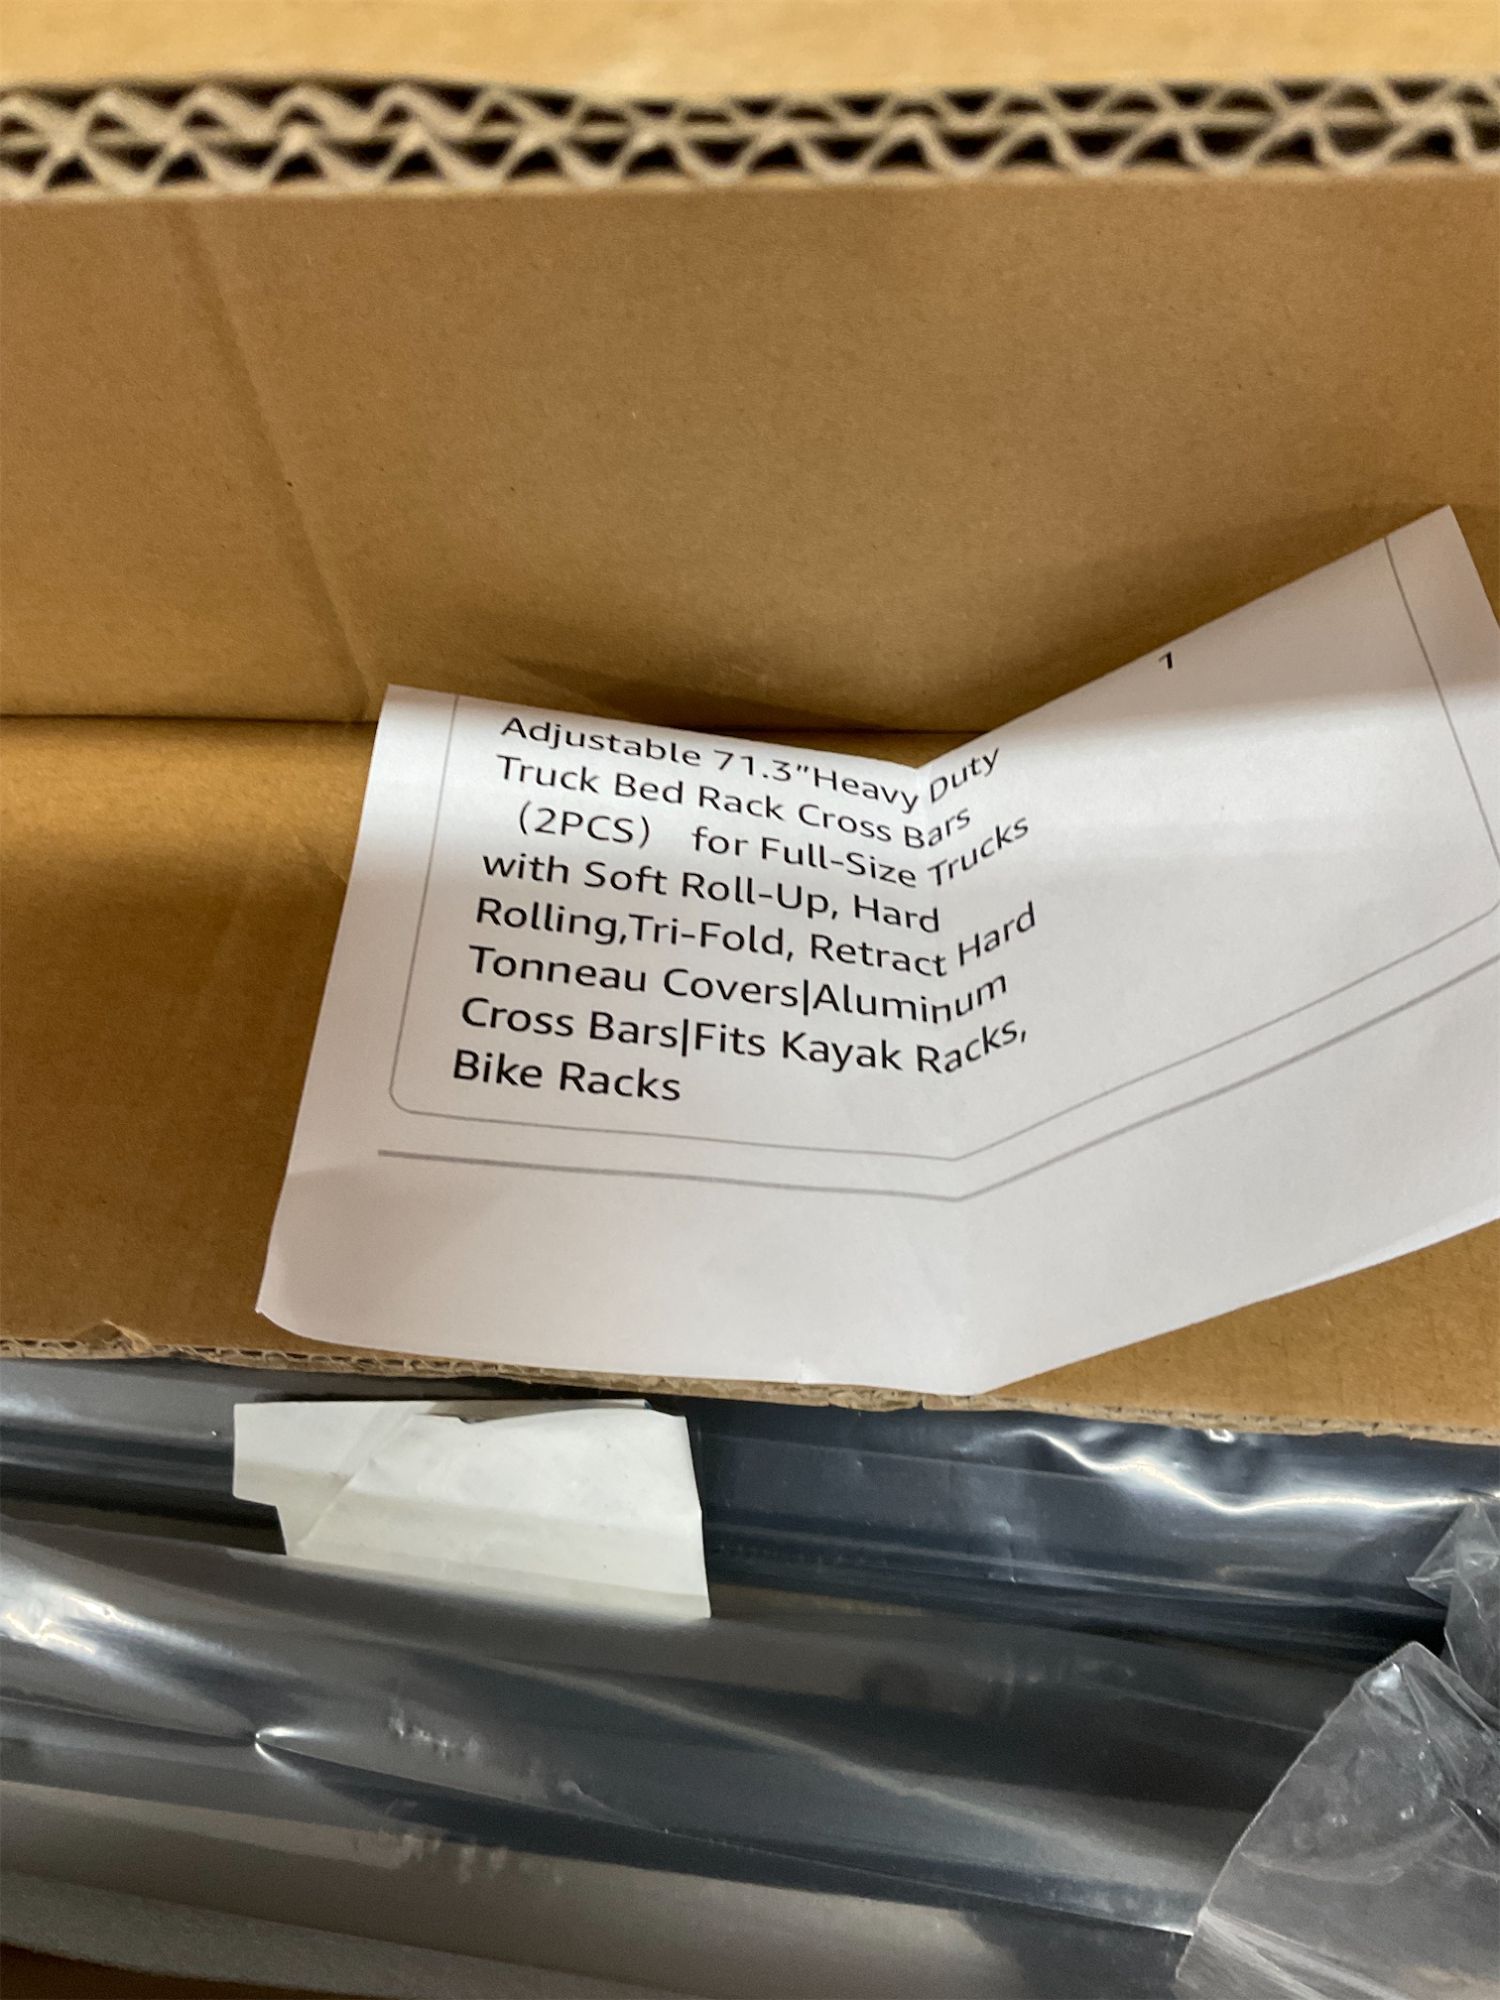 1
Adjustable 71.3"Heavy Duty
Truck Bed Rack Cross Bars
（2PCS） for Full-Size Trucks
with Soft Roll-Up, Hard
Rolling,Tri-Fold, Retract Hard
Tonneau Covers|Aluminum
Cross Bars|Fits Kayak Racks,
Bike Racks